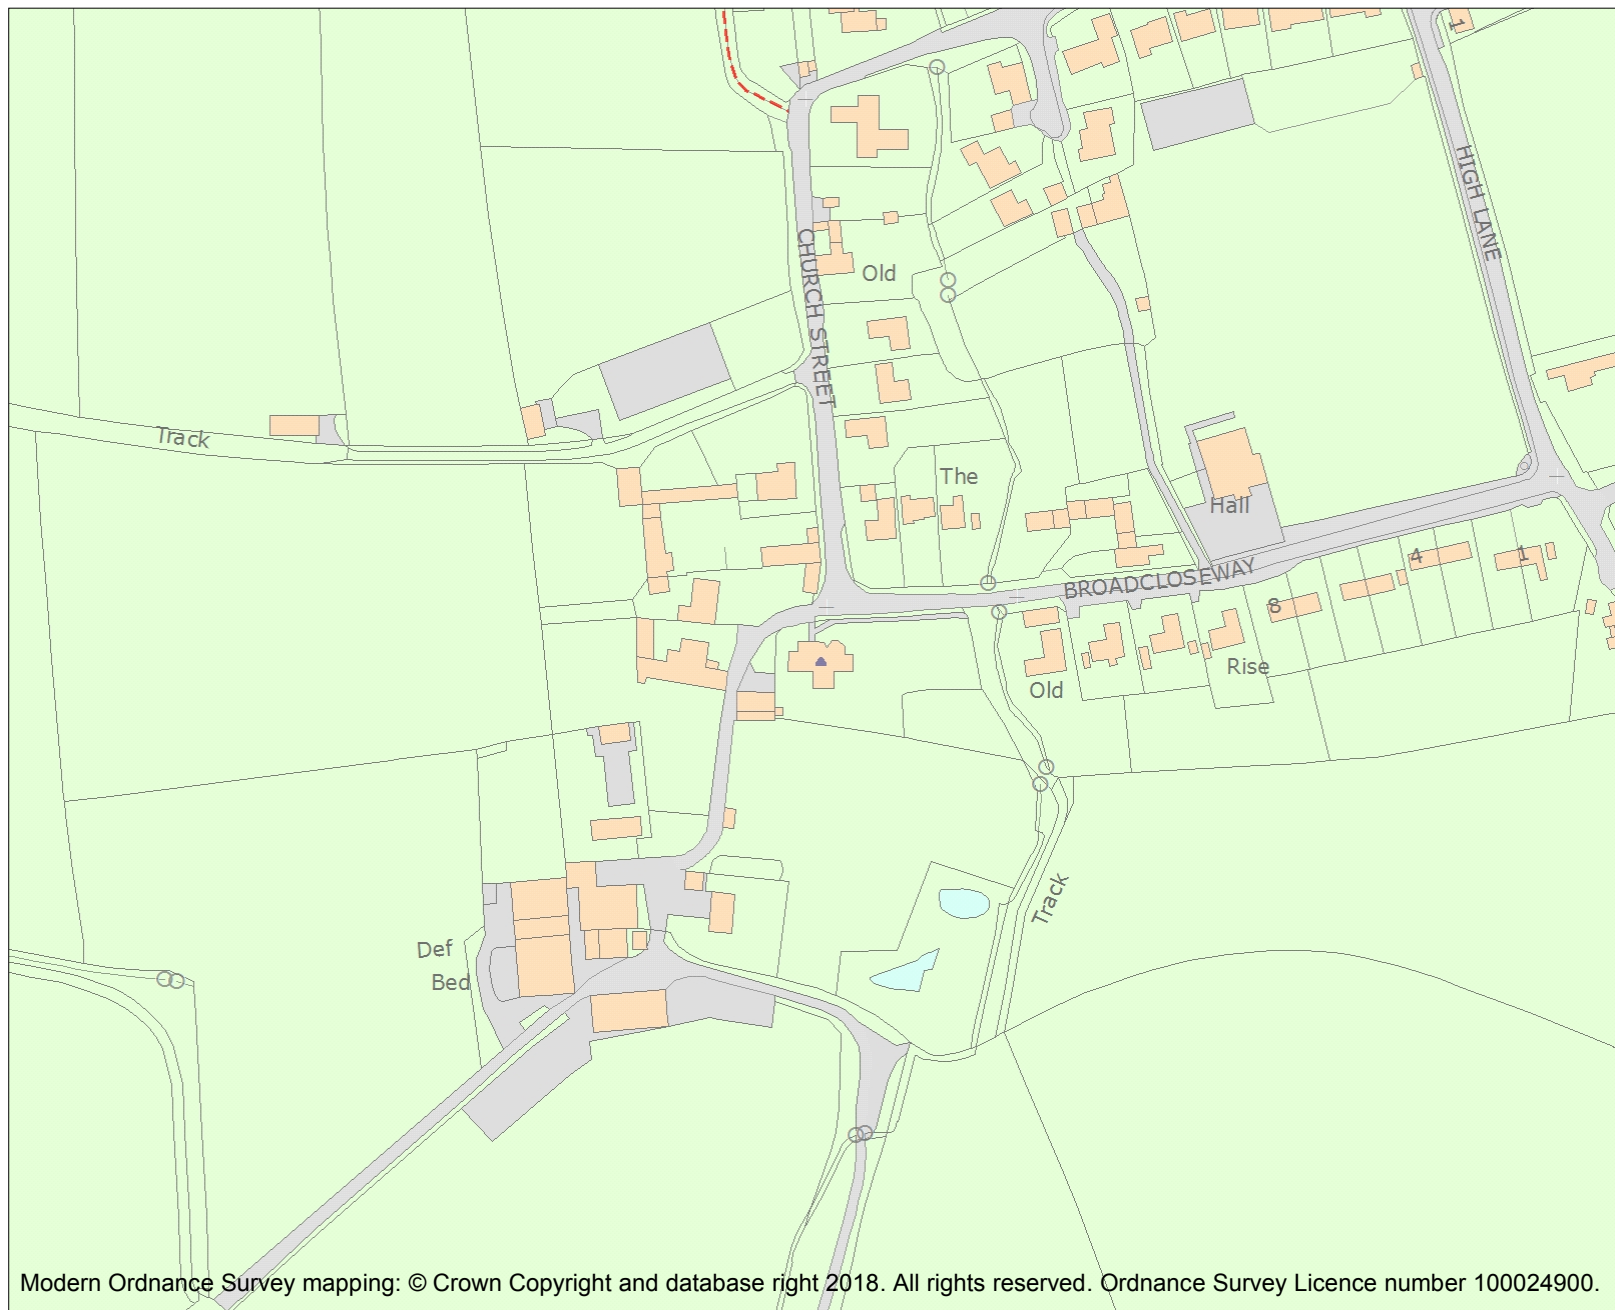 1
HIGH LANE
CHURCH STREET
Old
Track
The
Hall
BROADCLOSEWAY
4
1
8
Rise
Old
Track
Def
Bed
Modern Ordnance Survey mapping: © Crown Copyright and database right 2018. All rights reserved. Ordnance Survey Licence number 100024900.